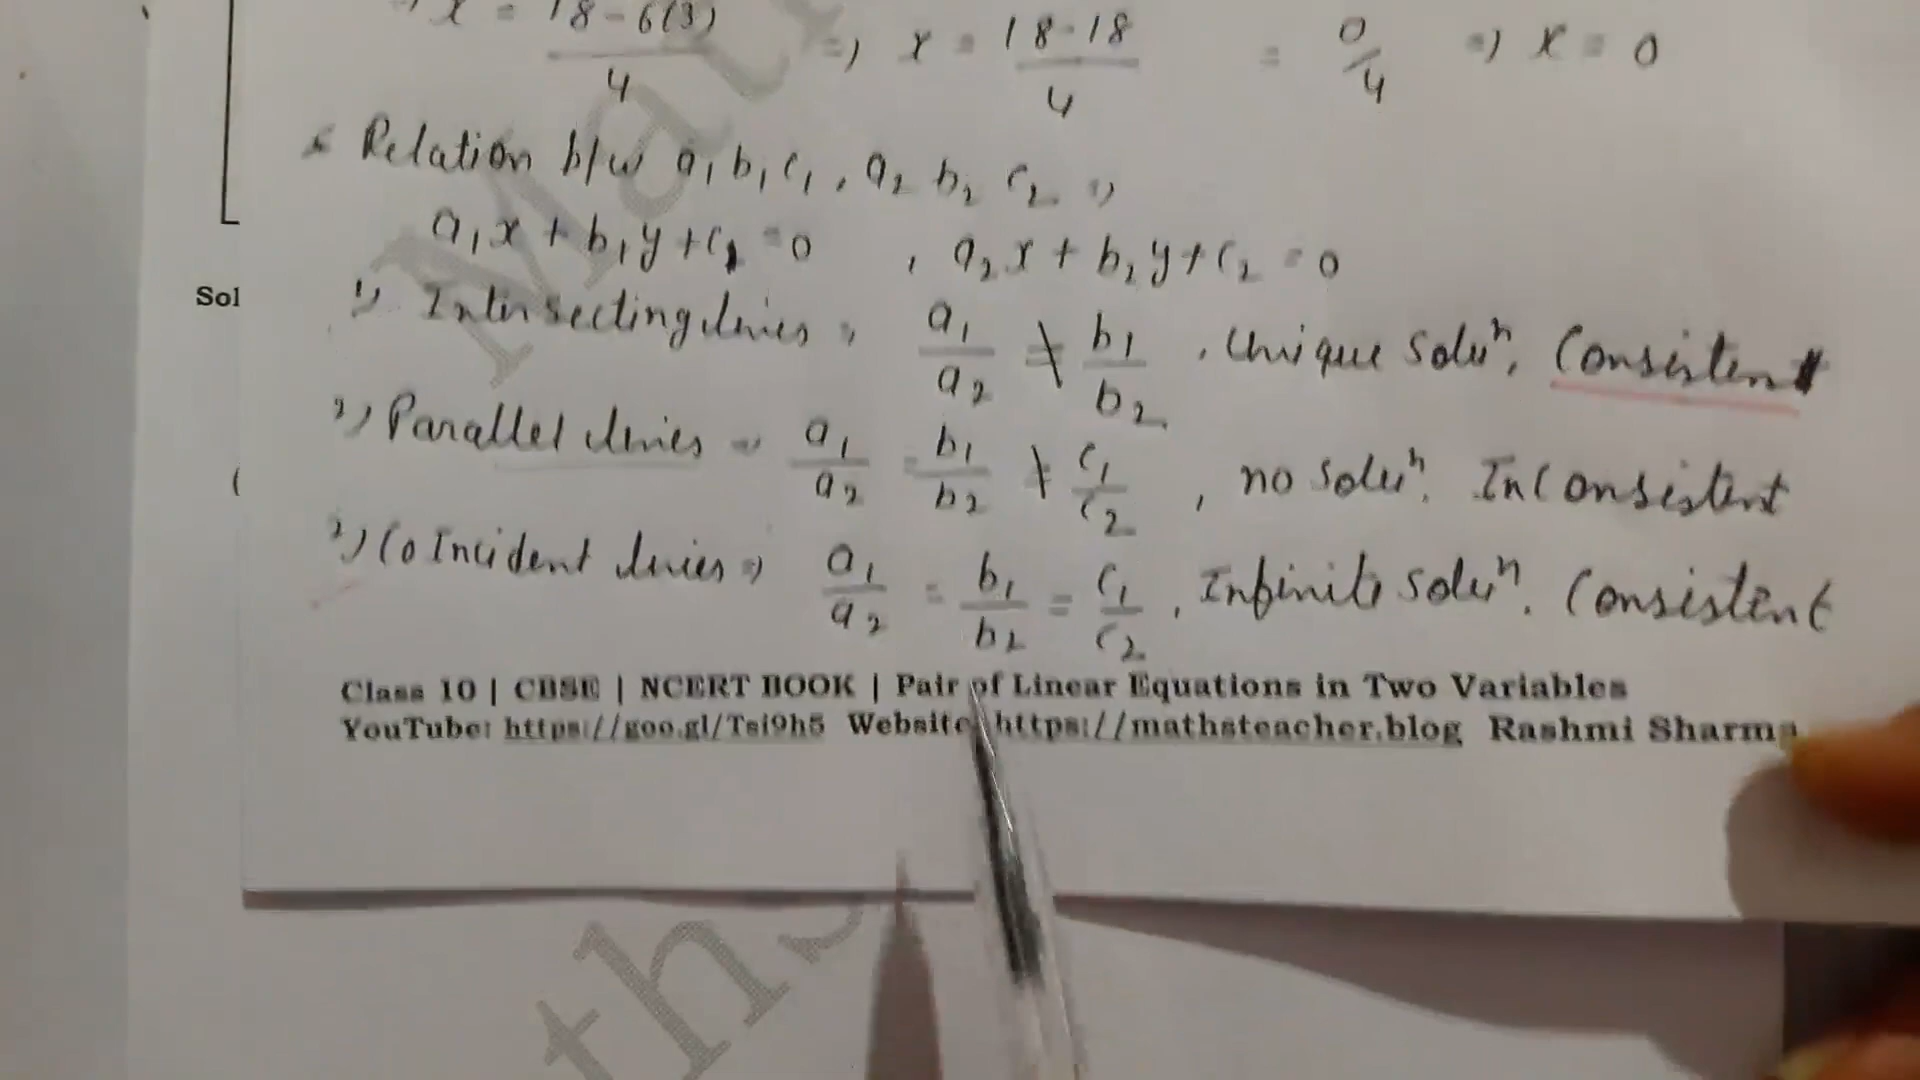 ⇒ x = 18-6(3)/4 ⇒ x = 18-18/4 = 0/4 ⇒ x = 0
* Relation b/w a₁ b₁ c₁, a₂ b₂ c₂ ⇒
a₁x + b₁y + c₁ = 0 , a₂x + b₂y + c₂ = 0
Sol
1) Intersecting lines ⇒ a₁/a₂ ≠ b₁/b₂ , Unique soluⁿ, Consistent
2) Parallel lines ⇒ a₁/a₂ = b₁/b₂ ≠ c₁/c₂ , no soluⁿ. InConsistent
(
3) CoIncident lines ⇒ a₁/a₂ = b₁/b₂ = c₁/c₂ , Infinite soluⁿ. Consistent
Class 10 | CBSE | NCERT BOOK | Pair of Linear Equations in Two Variables
YouTube: https://goo.gl/Tsi9h5 Website: https://mathsteacher.blog Rashmi Sharma